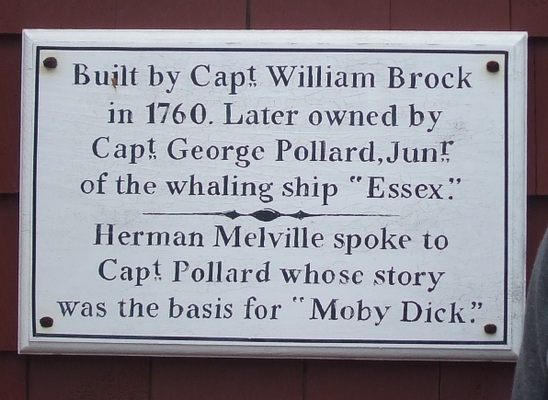 Built by Capt. William Brock
in 1760. Later owned by
Capt. George Pollard, Junr.
of the whaling ship "Essex."
Herman Melville spoke to
Capt. Pollard whose story
was the basis for "Moby Dick."